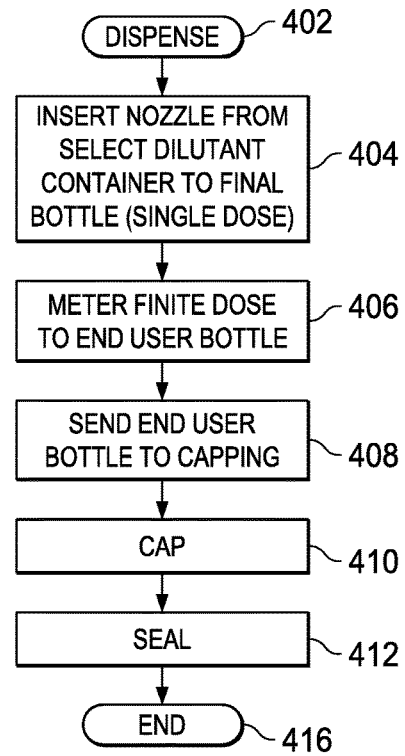 DISPENSE
402
INSERT NOZZLE FROM
SELECT DILUTANT
CONTAINER TO FINAL
BOTTLE (SINGLE DOSE)
404
METER FINITE DOSE
TO END USER BOTTLE
406
SEND END USER
BOTTLE TO CAPPING
408
CAP
410
SEAL
412
END
416